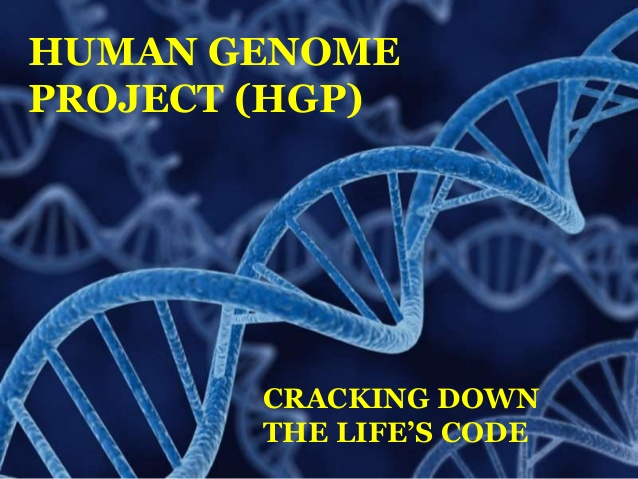 HUMAN GENOME
PROJECT (HGP)
CRACKING DOWN
THE LIFE’S CODE